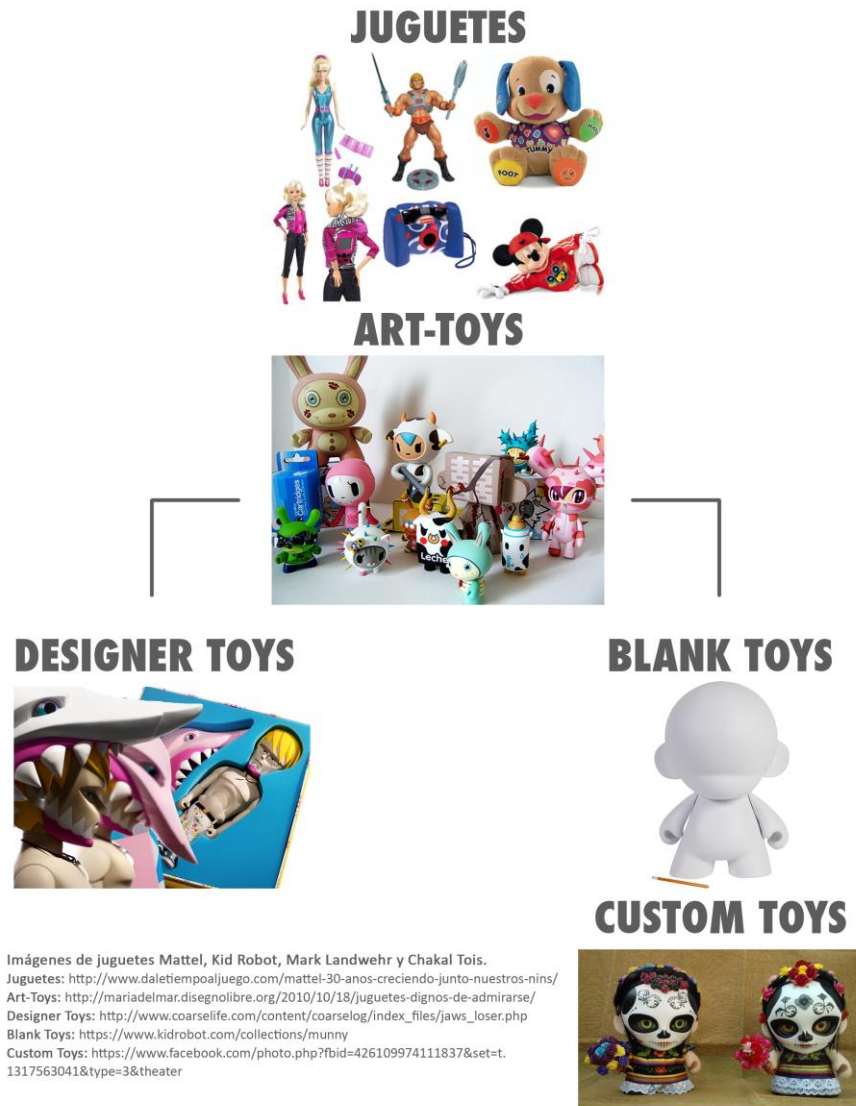 JUGUETES
TUMMY
FOOT
ART-TOYS
Cartridges
Leche
DESIGNER TOYS
BLANK TOYS
CUSTOM TOYS
Imágenes de juguetes Mattel, Kid Robot, Mark Landwehr y Chakal Tois.
Juguetes: http://www.daletiempoaljuego.com/mattel-30-anos-creciendo-junto-nuestros-nins/
Art-Toys: http://mariadelmar.disegnolibre.org/2010/10/18/juguetes-dignos-de-admirarse/
Designer Toys: http://www.coarselife.com/content/coarselog/index_files/jaws_loser.php
Blank Toys: https://www.kidrobot.com/collections/munny
Custom Toys: https://www.facebook.com/photo.php?fbid=426109974111837&set=t.
1317563041&type=3&theater